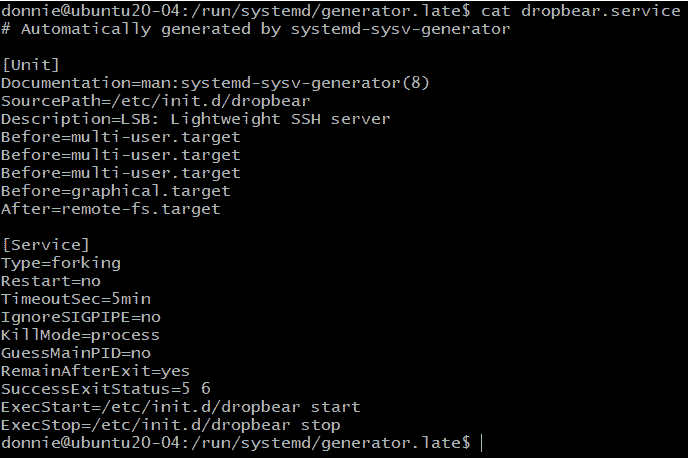 donnie@ubuntu20-04:/run/systemd/generator.late$ cat dropbear.service
# Automatically generated by systemd-sysv-generator
[Unit]
Documentation=man:systemd-sysv-generator(8)
SourcePath=/etc/init.d/dropbear
Description=LSB: Lightweight SSH server
Before=multi-user.target
Before=multi-user.target
Before=multi-user.target
Before=graphical.target
After=remote-fs.target
[Service]
Type=forking
Restart=no
TimeoutSec=5min
IgnoreSIGPIPE=no
KillMode=process
GuessMainPID=no
RemainAfterExit=yes
SuccessExitStatus=5 6
ExecStart=/etc/init.d/dropbear start
ExecStop=/etc/init.d/dropbear stop
donnie@ubuntu20-04:/run/systemd/generator.late$